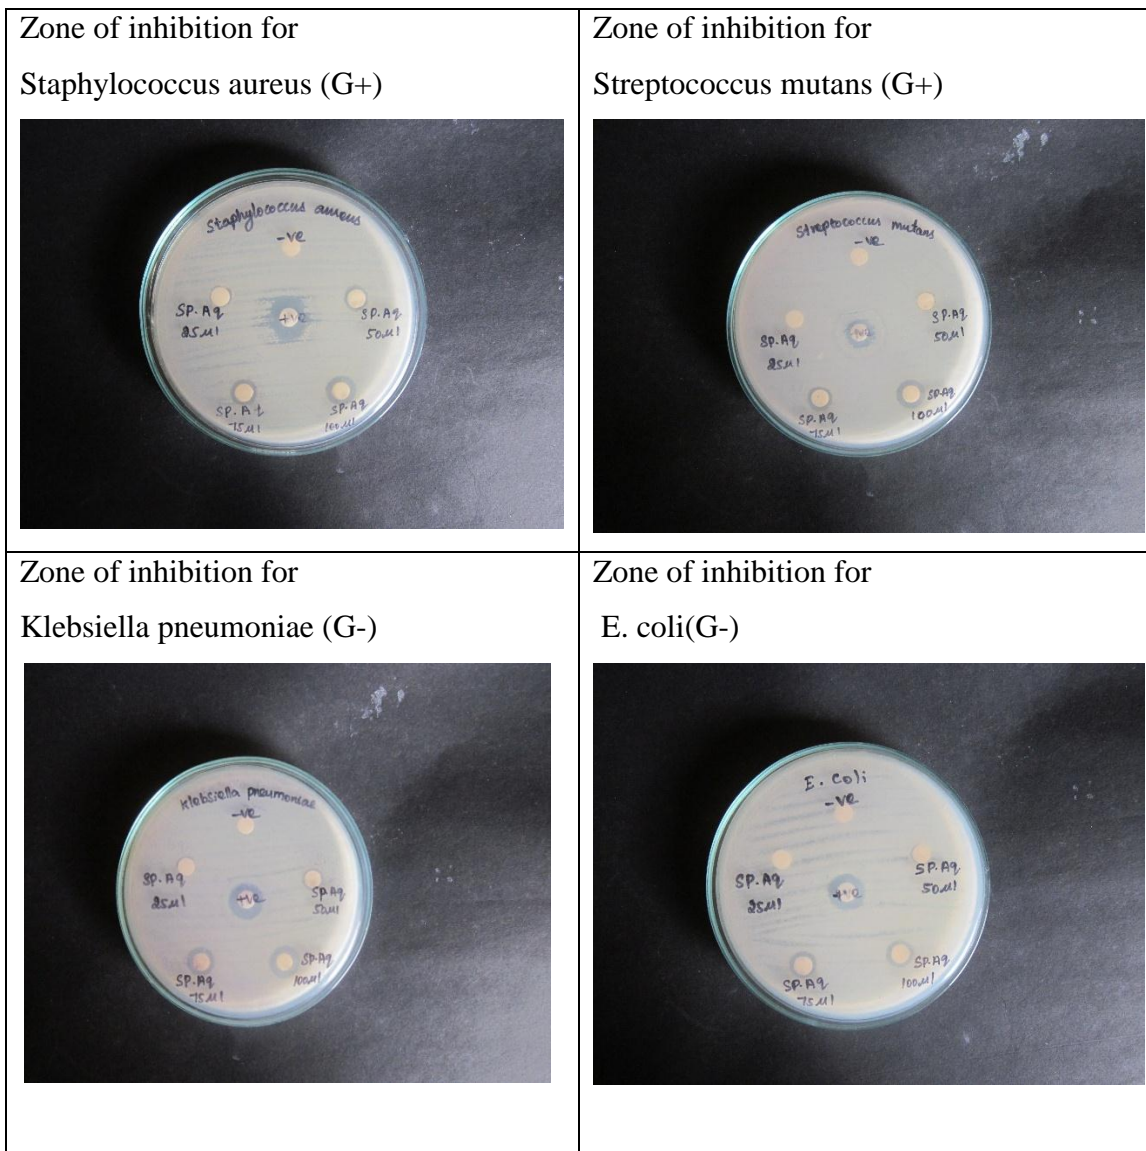 Zone of inhibition for
Staphylococcus aureus (G+)
Staphylococcus aureus
-ve
SP.Aq
25µl
+ve
SP.Aq
50µl
SP.Aq
75µl
SP.Aq
100µl
Zone of inhibition for
Streptococcus mutans (G+)
Streptococcus mutans
-ve
SP.Aq
25µl
+ve
SP.Aq
50µl
SP.Aq
75µl
SP.Aq
100µl
Zone of inhibition for
Klebsiella pneumoniae (G-)
Klebsiella pneumoniae
-ve
SP.Aq
25µl
+ve
SP.Aq
50µl
SP.Aq
75µl
SP.Aq
100µl
Zone of inhibition for
E. coli(G-)
E. coli
-ve
SP.Aq
25µl
+ve
SP.Aq
50µl
SP.Aq
75µl
SP.Aq
100µl